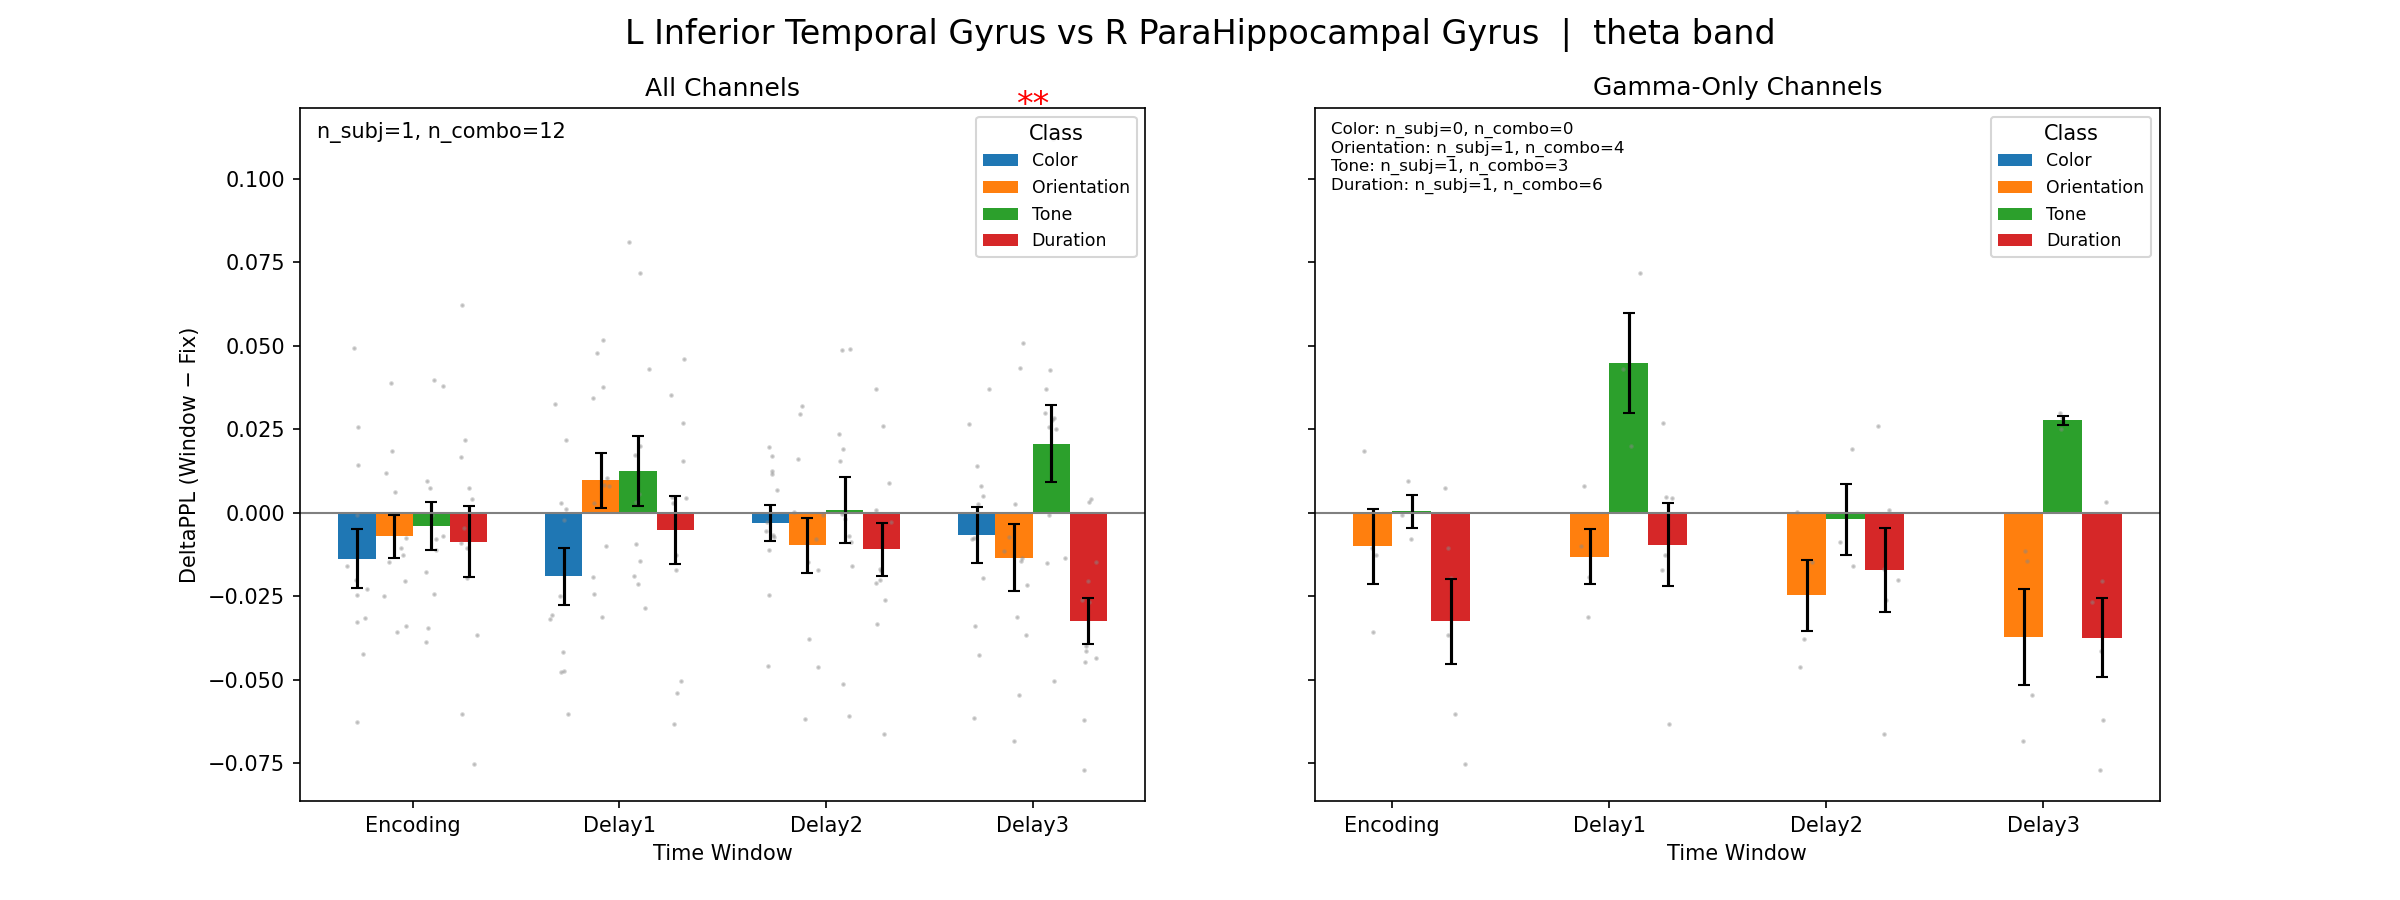 L Inferior Temporal Gyrus vs R ParaHippocampal Gyrus | theta band
All Channels
**
n_subj=1, n_combo=12
Class
Color
Orientation
Tone
Duration
0.100
0.075
0.050
0.025
0.000
−0.025
−0.050
−0.075
DeltaPPL (Window − Fix)
Encoding
Delay1
Delay2
Delay3
Time Window
Gamma-Only Channels
Color: n_subj=0, n_combo=0
Orientation: n_subj=1, n_combo=4
Tone: n_subj=1, n_combo=3
Duration: n_subj=1, n_combo=6
Class
Color
Orientation
Tone
Duration
Encoding
Delay1
Delay2
Delay3
Time Window